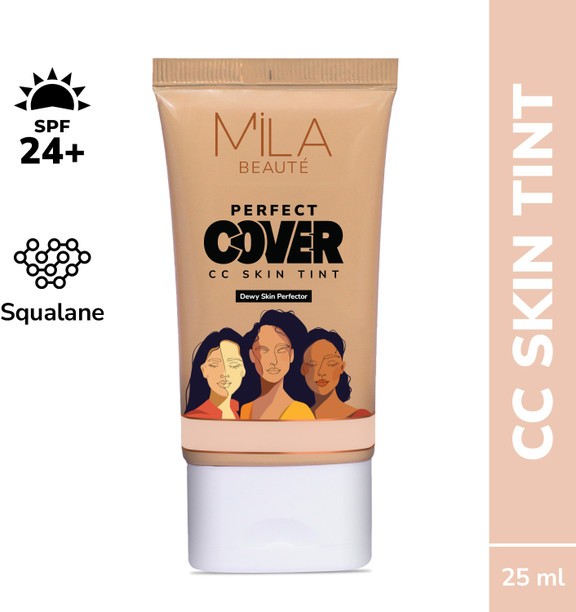 SPF
24+
Squalane
MiLA
BEAUTÉ
PERFECT
COVER
CC SKIN TINT
Dewy Skin Perfector
CC SKIN TINT
25 ml